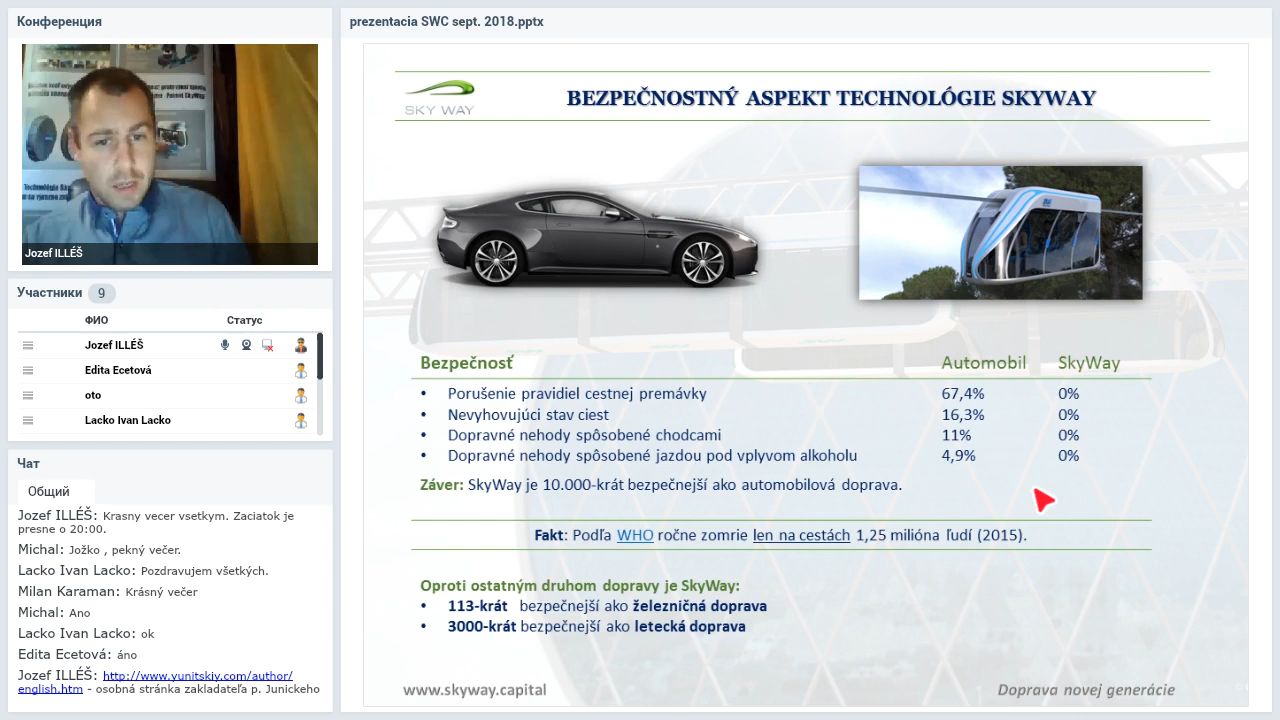 Конференция
Jozef ILLÉŠ
Участники 9
ФИО Статус
Jozef ILLÉŠ
Edita Ecetová
oto
Lacko Ivan Lacko
Чат
Общий
Jozef ILLÉŠ: Krasny vecer vsetkym. Zaciatok je
presne o 20:00.
Michal: Jožko , pekný večer.
Lacko Ivan Lacko: Pozdravujem všetkých.
Milan Karaman: Krásný večer
Michal: Ano
Lacko Ivan Lacko: ok
Edita Ecetová: áno
Jozef ILLÉŠ: http://www.yunitskiy.com/author/
english.htm - osobná stránka zakladateľa p. Junickeho
prezentacia SWC sept. 2018.pptx
SKY WAY
BEZPEČNOSTNÝ ASPEKT TECHNOLÓGIE SKYWAY
Bezpečnosť Automobil SkyWay
• Porušenie pravidiel cestnej premávky 67,4% 0%
• Nevyhovujúci stav ciest 16,3% 0%
• Dopravné nehody spôsobené chodcami 11% 0%
• Dopravné nehody spôsobené jazdou pod vplyvom alkoholu 4,9% 0%
Záver: SkyWay je 10.000-krát bezpečnejší ako automobilová doprava.
Fakt: Podľa WHO ročne zomrie len na cestách 1,25 milióna ľudí (2015).
Oproti ostatným druhom dopravy je SkyWay:
• 113-krát bezpečnejší ako železničná doprava
• 3000-krát bezpečnejší ako letecká doprava
www.skyway.capital
Doprava novej generácie